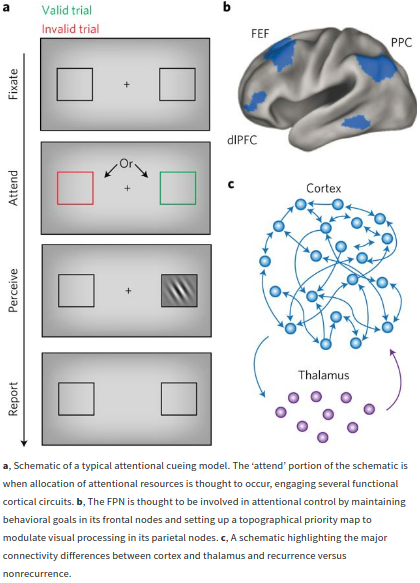 a
Valid trial
Invalid trial
Fixate
Attend
Or
Perceive
Report
b
FEF
PPC
dlPFC
c
Cortex
Thalamus
a, Schematic of a typical attentional cueing model. The ‘attend’ portion of the schematic is
when allocation of attentional resources is thought to occur, engaging several functional
cortical circuits. b, The FPN is thought to be involved in attentional control by maintaining
behavioral goals in its frontal nodes and setting up a topographical priority map to
modulate visual processing in its parietal nodes. c, A schematic highlighting the major
connectivity differences between cortex and thalamus and recurrence versus
nonrecurrence.